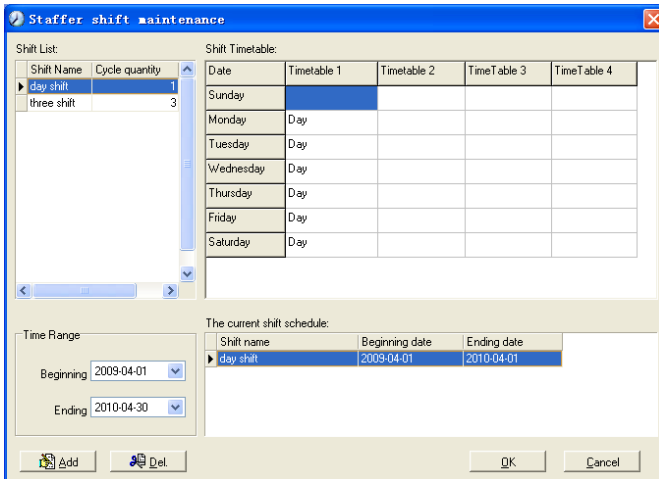 Staffer shift maintenance
Shift List:
Shift Name Cycle quantity
day shift 1
three shift 3
Shift Timetable:
Date Timetable 1 Timetable 2 TimeTable 3 TimeTable 4
Sunday
Monday Day
Tuesday Day
Wednesday Day
Thursday Day
Friday Day
Saturday Day
Time Range
Beginning 2009-04-01
Ending 2010-04-30
The current shift schedule:
Shift name Beginning date Ending date
day shift 2009-04-01 2010-04-01
Add Del. OK Cancel